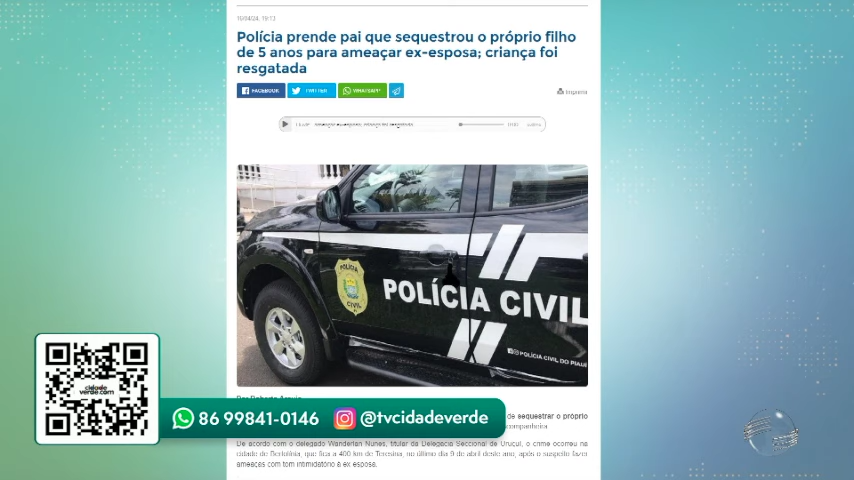 10/04/24, 19:13
Polícia prende pai que sequestrou o próprio filho
de 5 anos para ameaçar ex-esposa; criança foi
resgatada
FACEBOOK TWITTER WHATSAPP Imprimir
POLÍCIA
CIVIL
POLÍCIA CIVIL
POLÍCIA CIVIL DO PIAUÍ
cidade
verde.com
86 99841-0146 @tvcidadeverde
de sequestrar o próprio
De acordo com o delegado Wanderlan Nunes, titular da Delegacia Seccional de Uruçuí, o crime ocorreu na
cidade de Bertolínia, que fica a 400 km de Teresina, no último dia 9 de abril deste ano, após o suspeito fazer
ameaças com tom intimidatório à ex esposa.